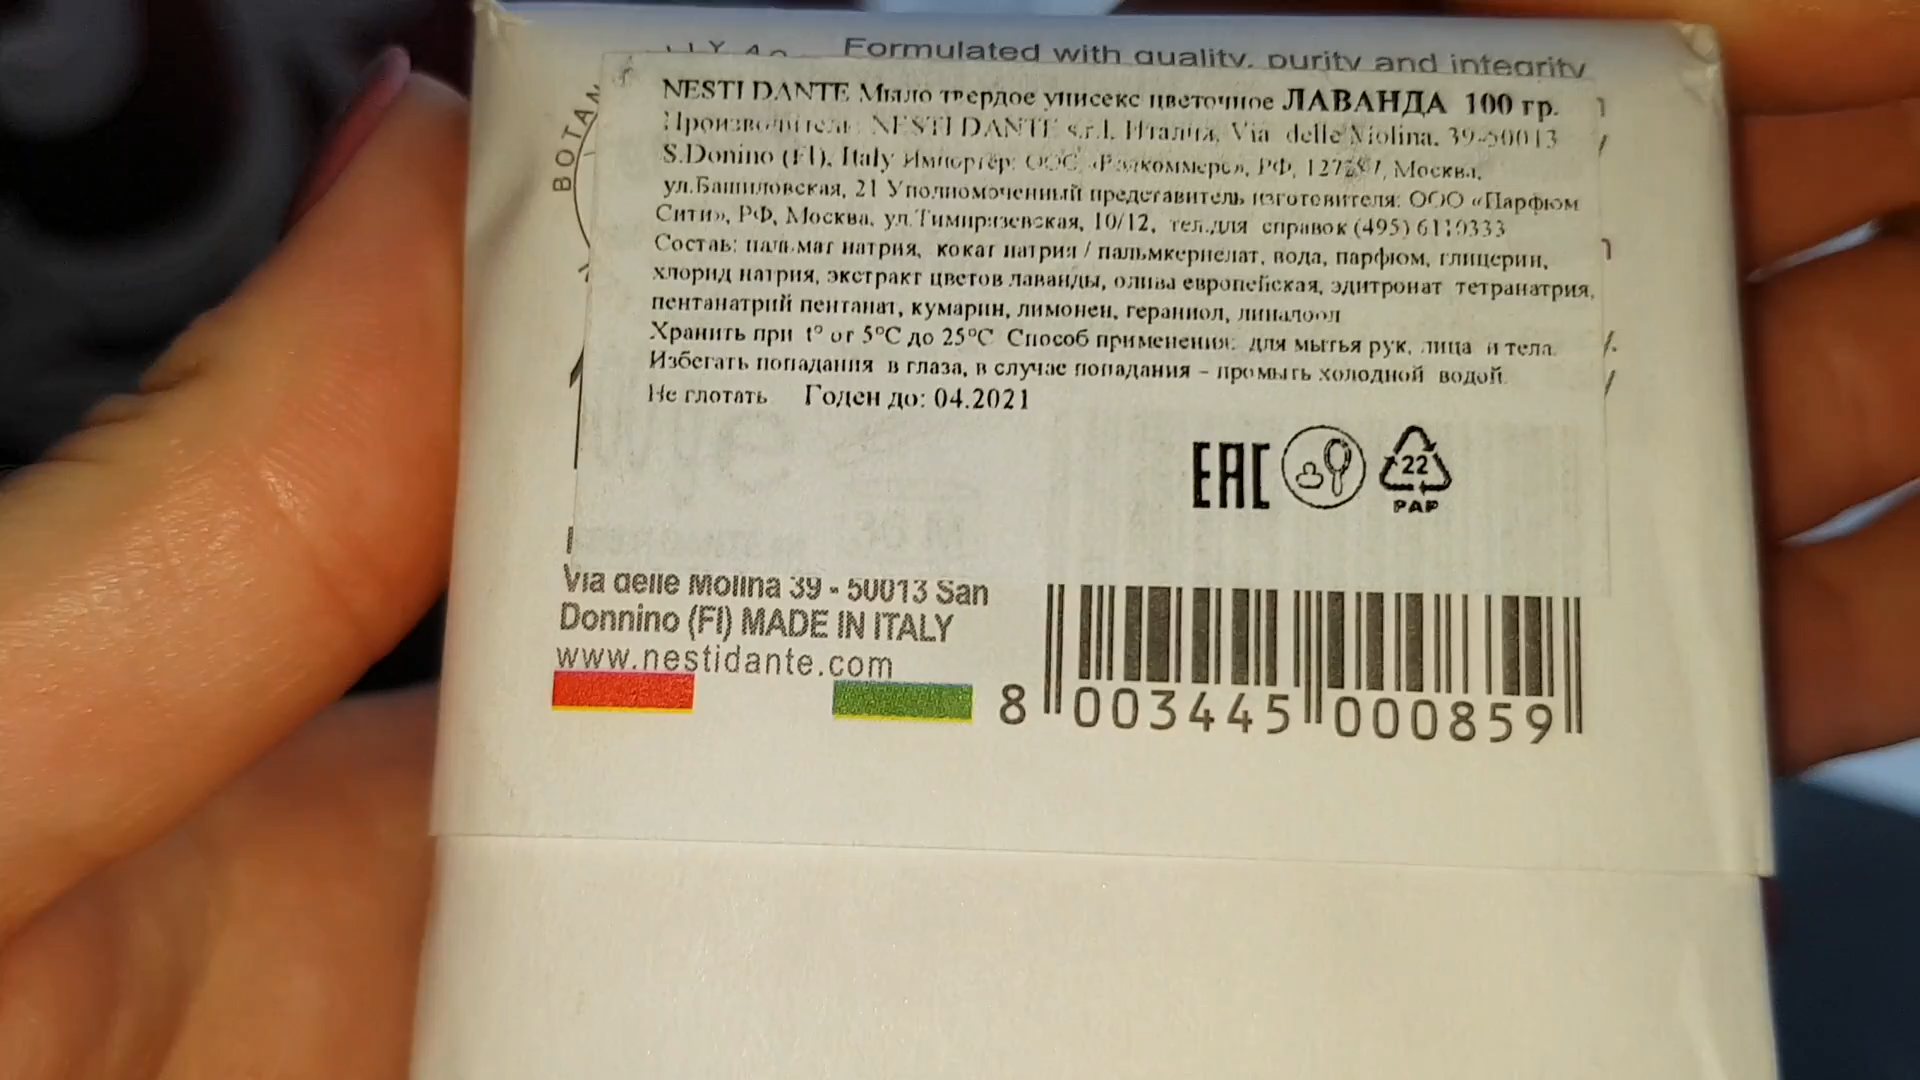 Formulated with quality, purity and integrity
BOTAN
NESTI DANTE Мыло твердое унисекс цветочное ЛАВАНДА 100 гр.
Производитель: NESTI DANTE s.r.l. Италия, Via delle Molina, 39-50013
S.Donino (FI), Italy Импортёр: ООО РФ, Москва,
ул.Башиловская, 21 Уполномоченный представитель изготовителя: ООО «Парфюм
Сити», РФ, Москва, ул.Тимирязевская, 10/12, тел.для справок (495)
Состав: пальмат натрия, кокат натрия / пальмкернелат, вода, парфюм, глицерин,
хлорид натрия, экстракт цветов лаванды, олива европейская, эдитронат тетранатрия,
пентанатрий пентанат, кумарин, лимонен, гераниол, линалоол
Хранить при t° от 5°C до 25°C Способ применения: для мытья рук, лица и тела.
Избегать попадания в глаза, в случае попадания – промыть холодной водой.
Не глотать Годен до: 04.2021
EAC
22
PAP
Via delle Molina 39 - 50013 San
Donnino (FI) MADE IN ITALY
www.nestidante.com
8 003445 000859